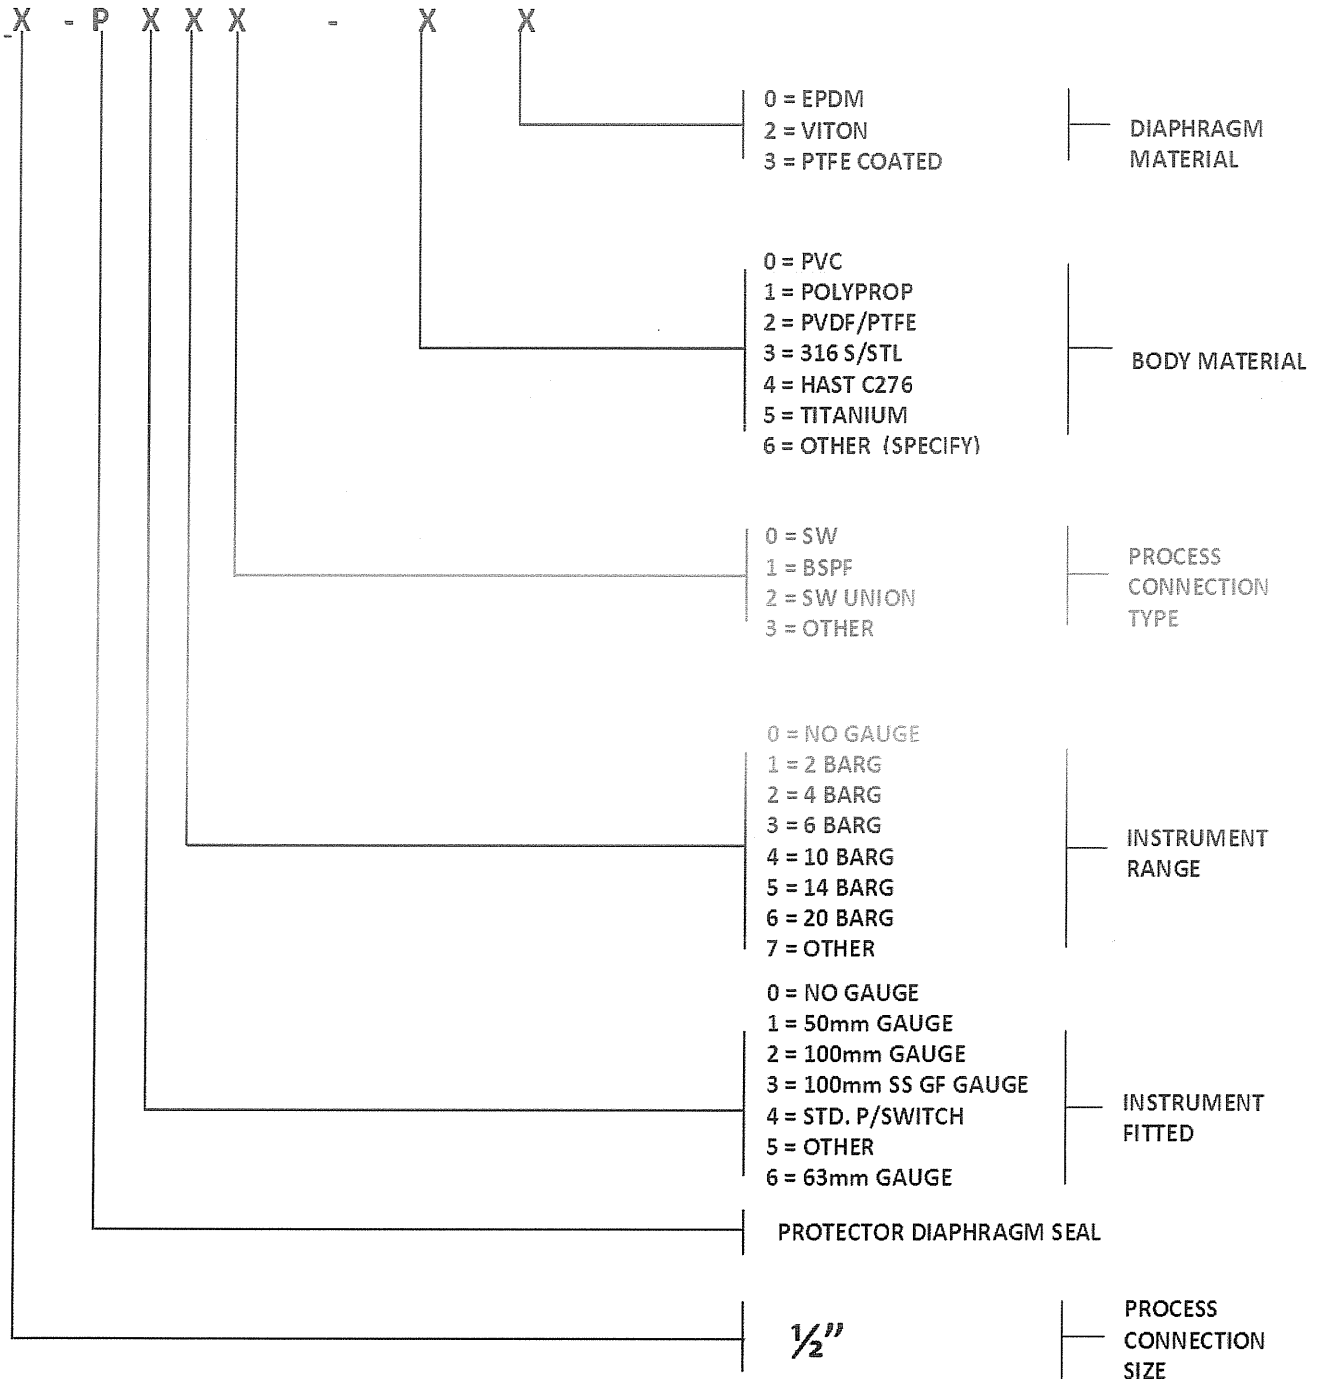 X - P X X X - X X
0 = EPDM
2 = VITON
3 = PTFE COATED
DIAPHRAGM
MATERIAL
0 = PVC
1 = POLYPROP
2 = PVDF/PTFE
3 = 316 S/STL
4 = HAST C276
5 = TITANIUM
6 = OTHER (SPECIFY)
BODY MATERIAL
0 = SW
1 = BSPF
2 = SW UNION
3 = OTHER
PROCESS
CONNECTION
TYPE
0 = NO GAUGE
1 = 2 BARG
2 = 4 BARG
3 = 6 BARG
4 = 10 BARG
5 = 14 BARG
6 = 20 BARG
7 = OTHER
INSTRUMENT
RANGE
0 = NO GAUGE
1 = 50mm GAUGE
2 = 100mm GAUGE
3 = 100mm SS GF GAUGE
4 = STD. P/SWITCH
5 = OTHER
6 = 63mm GAUGE
INSTRUMENT
FITTED
PROTECTOR DIAPHRAGM SEAL
½”
PROCESS
CONNECTION
SIZE